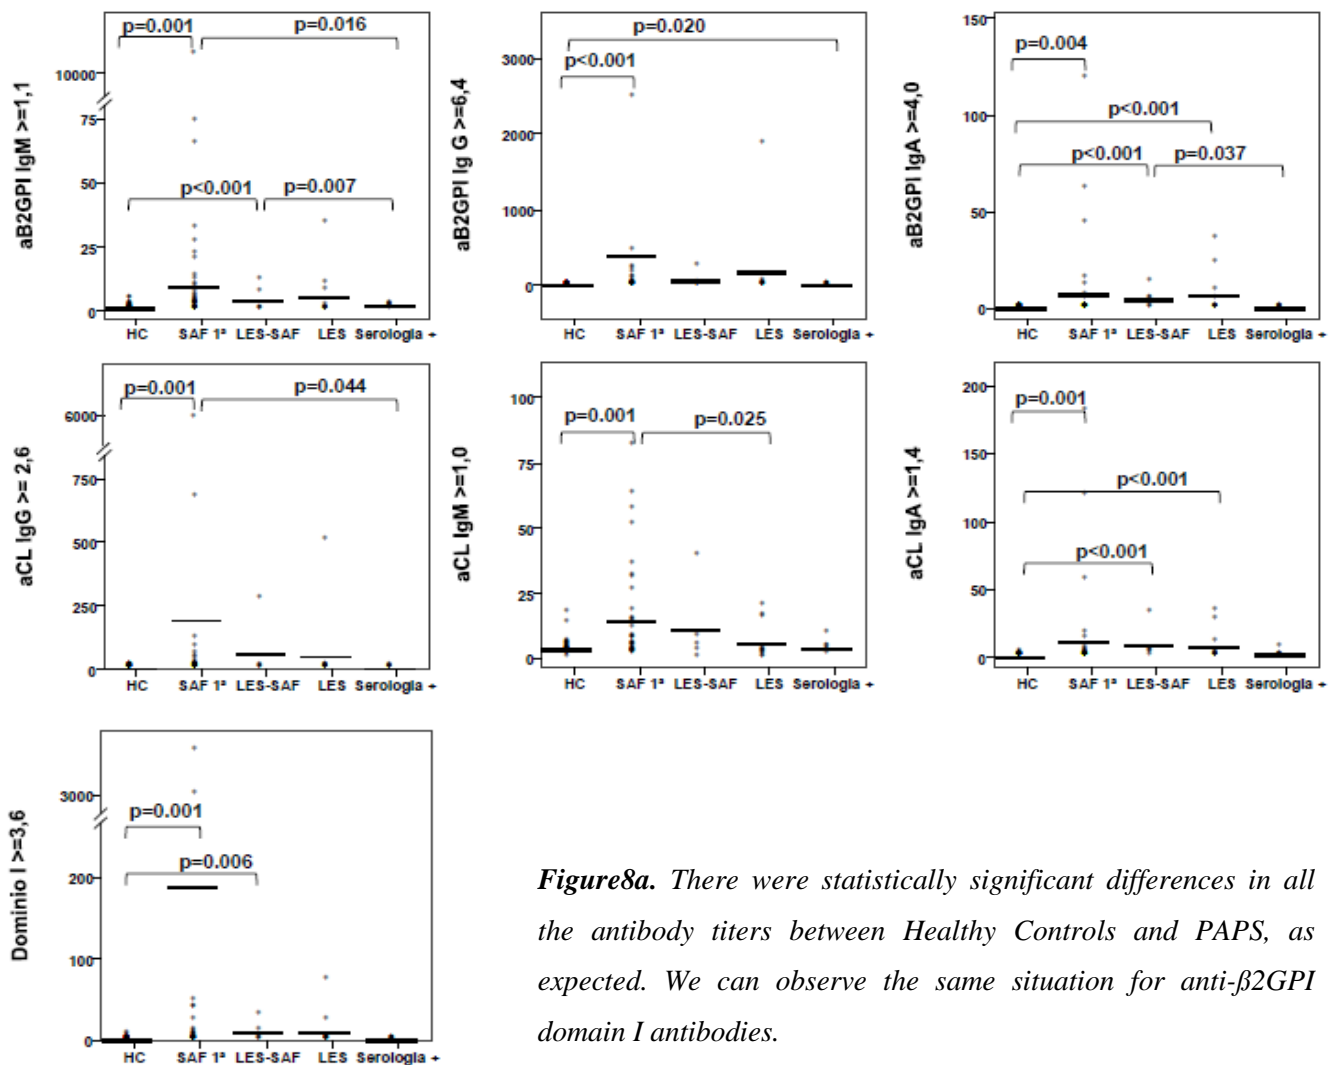 aB2GPI IgM >=1,1
p=0.001
p=0.016
10000
75
50
p<0.001
p=0.007
25
0
HC SAF 1ª LES-SAF LES Serologia +
aB2GPI Ig G >=6,4
p=0.020
p<0.001
3000
2000
1000
0
HC SAF 1ª LES-SAF LES Serologia +
aB2GPI IgA >=4,0
150
p=0.004
100
p<0.001
p<0.001
p=0.037
50
0
HC SAF 1ª LES-SAF LES Serologia +
aCL IgG >= 2,6
p=0.001
p=0.044
6000
750
500
250
0
HC SAF 1ª LES-SAF LES Serologia +
aCL IgM >=1,0
100
p=0.001
p=0.025
75
50
25
0
HC SAF 1ª LES-SAF LES Serologia +
aCL IgA >=1,4
200
p=0.001
150
p<0.001
100
p<0.001
50
0
HC SAF 1ª LES-SAF LES Serologia +
Dominio I >=3,6
3000
p=0.001
p=0.006
200
100
0
HC SAF 1ª LES-SAF LES Serologia +
Figure8a. There were statistically significant differences in all
the antibody titers between Healthy Controls and PAPS, as
expected. We can observe the same situation for anti-ß2GPI
domain I antibodies.